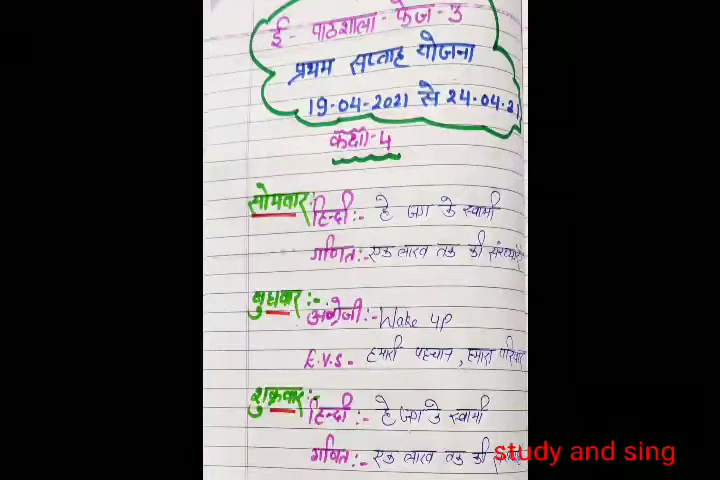 ई - पाठशाला - फेज - 3
प्रथम सप्ताह योजना
19-04-2021 से 24-04-21
कक्षा-4
सोमवार:-
हिन्दी:- हे जग के स्वामी
गणित:- एक लाख तक की संख्याएँ
बुधवार:-
अंग्रेजी:- Wake up
E.V.S - हमारी पहचान, हमारा परिवार
शुक्रवार:-
हिन्दी:- हे जग के स्वामी
गणित:- एक लाख तक की
study and sing